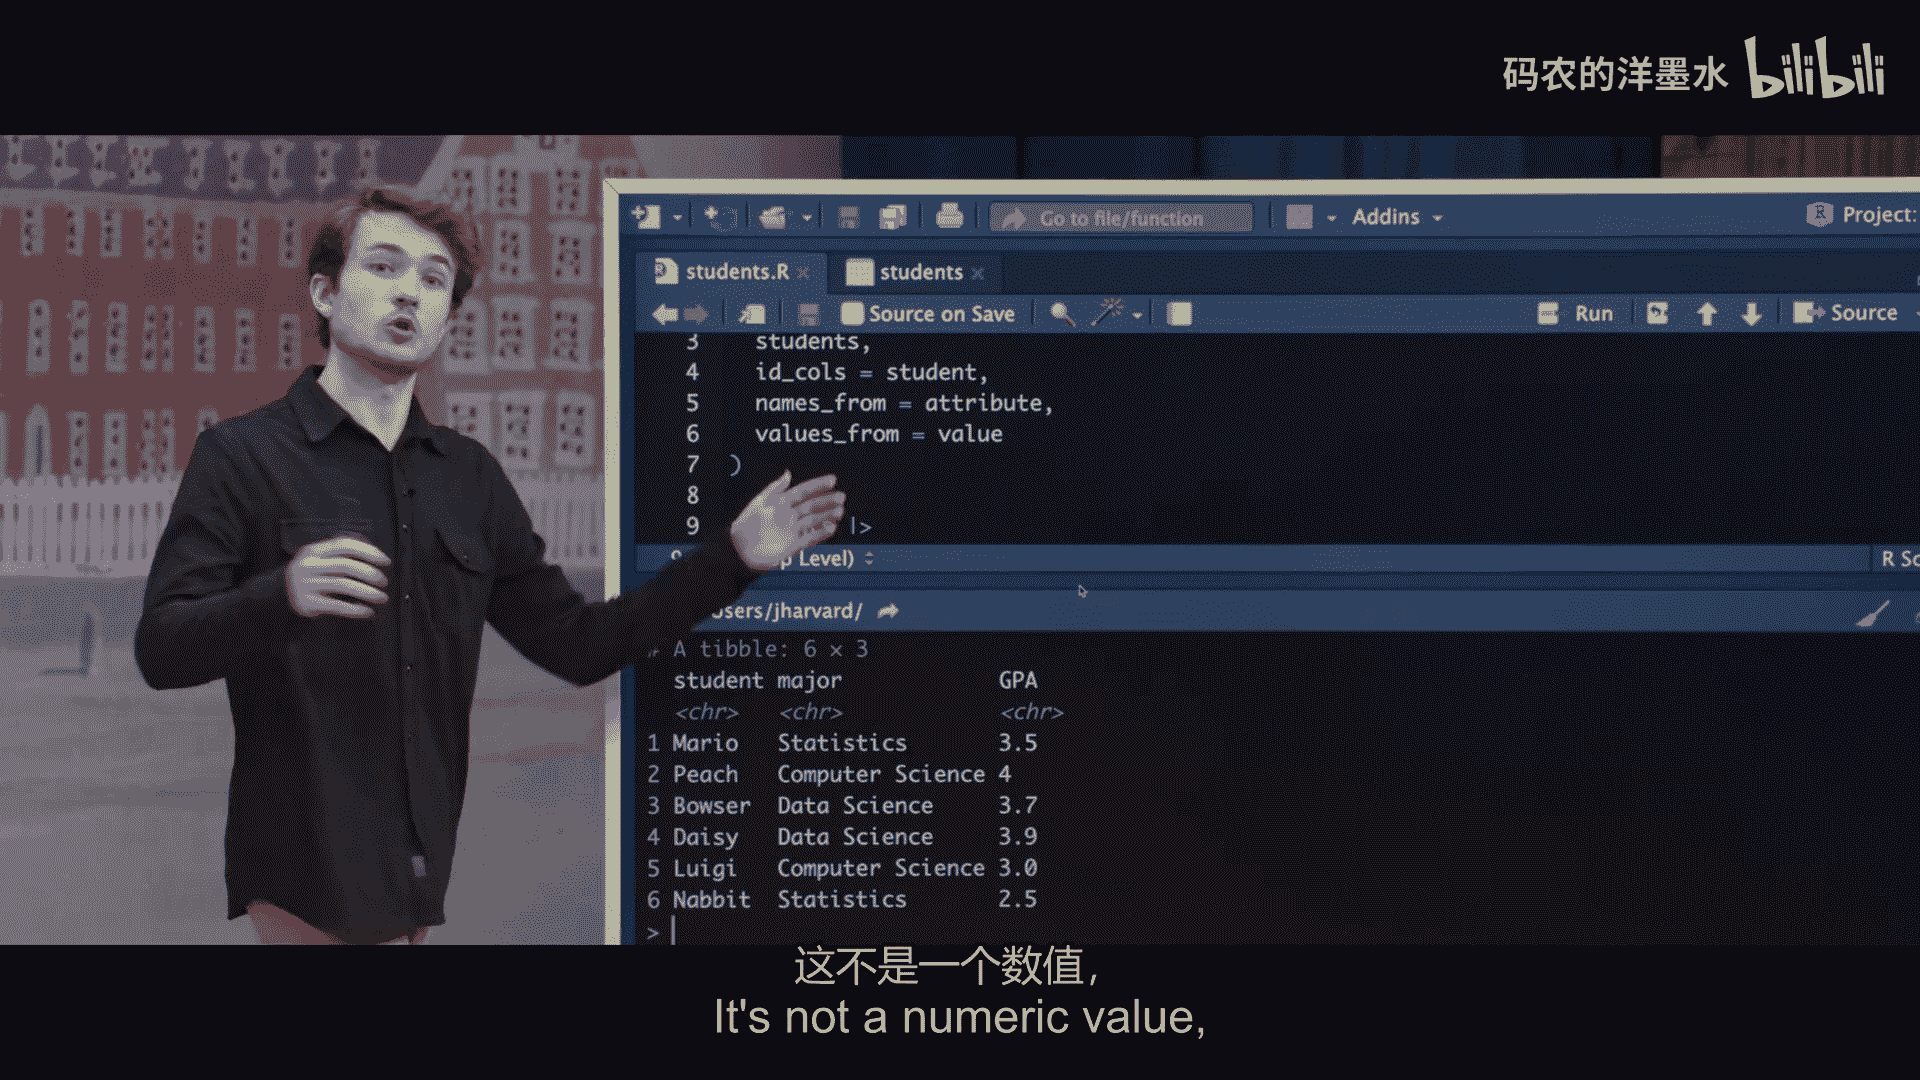 码农的洋墨水 bilibili
Go to file/function Addins Project:
students.R students
Source on Save Run Source
3 students,
4 id_cols = student,
5 names_from = attribute,
6 values_from = value
7 )
8
9 |>
Level) R Sc
sers/jharvard/
A tibble: 6 × 3
student major GPA
<chr> <chr> <chr>
1 Mario Statistics 3.5
2 Peach Computer Science 4
3 Bowser Data Science 3.7
4 Daisy Data Science 3.9
5 Luigi Computer Science 3.0
6 Nabbit Statistics 2.5
>
这不是一个数值，
It's not a numeric value,